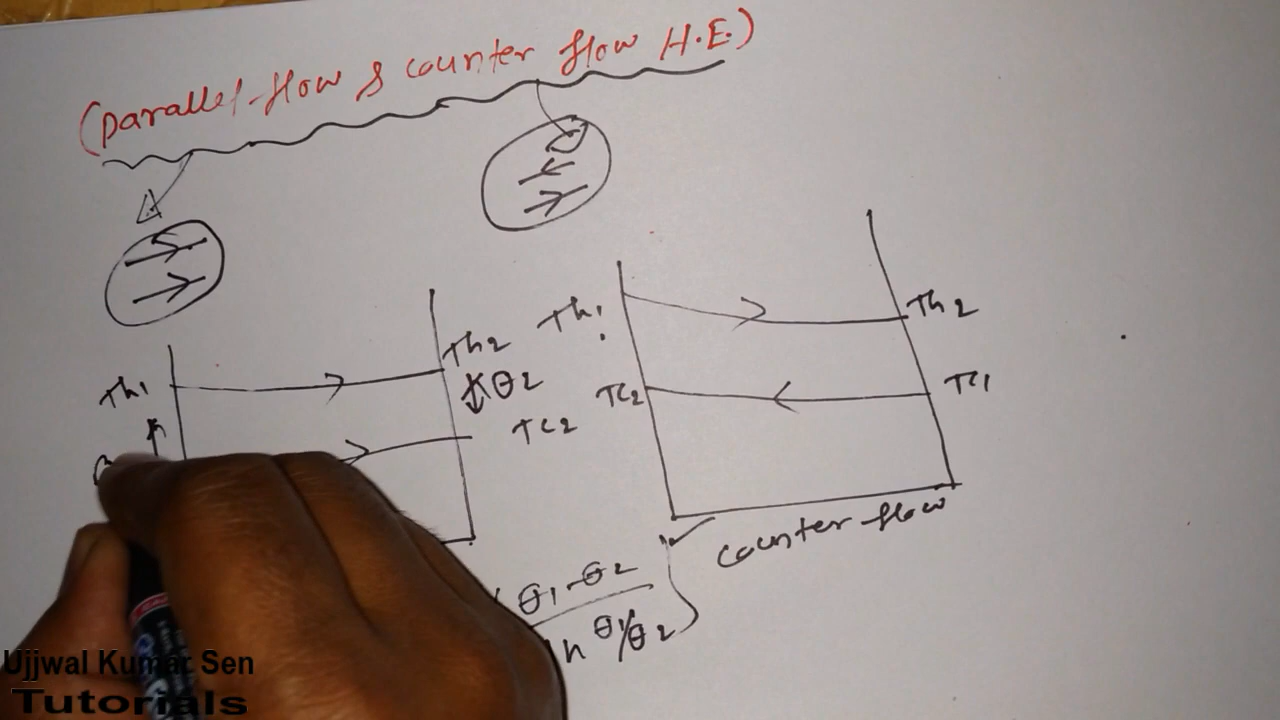 (parallel flow & counter flow H.E.)
Th1
Th2
θ2
TC2
Th1
TC2
Th2
TC1
counter flow
θ1-θ2
ln θ1/θ2
Ujjwal Kumar Sen
Tutorials